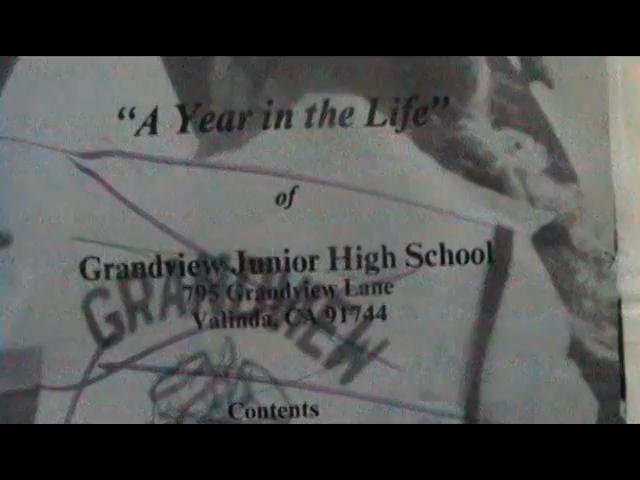 "A Year in the Life"
of
Grandview Junior High School
795 Grandview Lane
Valinda, CA 91744
GRANDVIEW
Contents